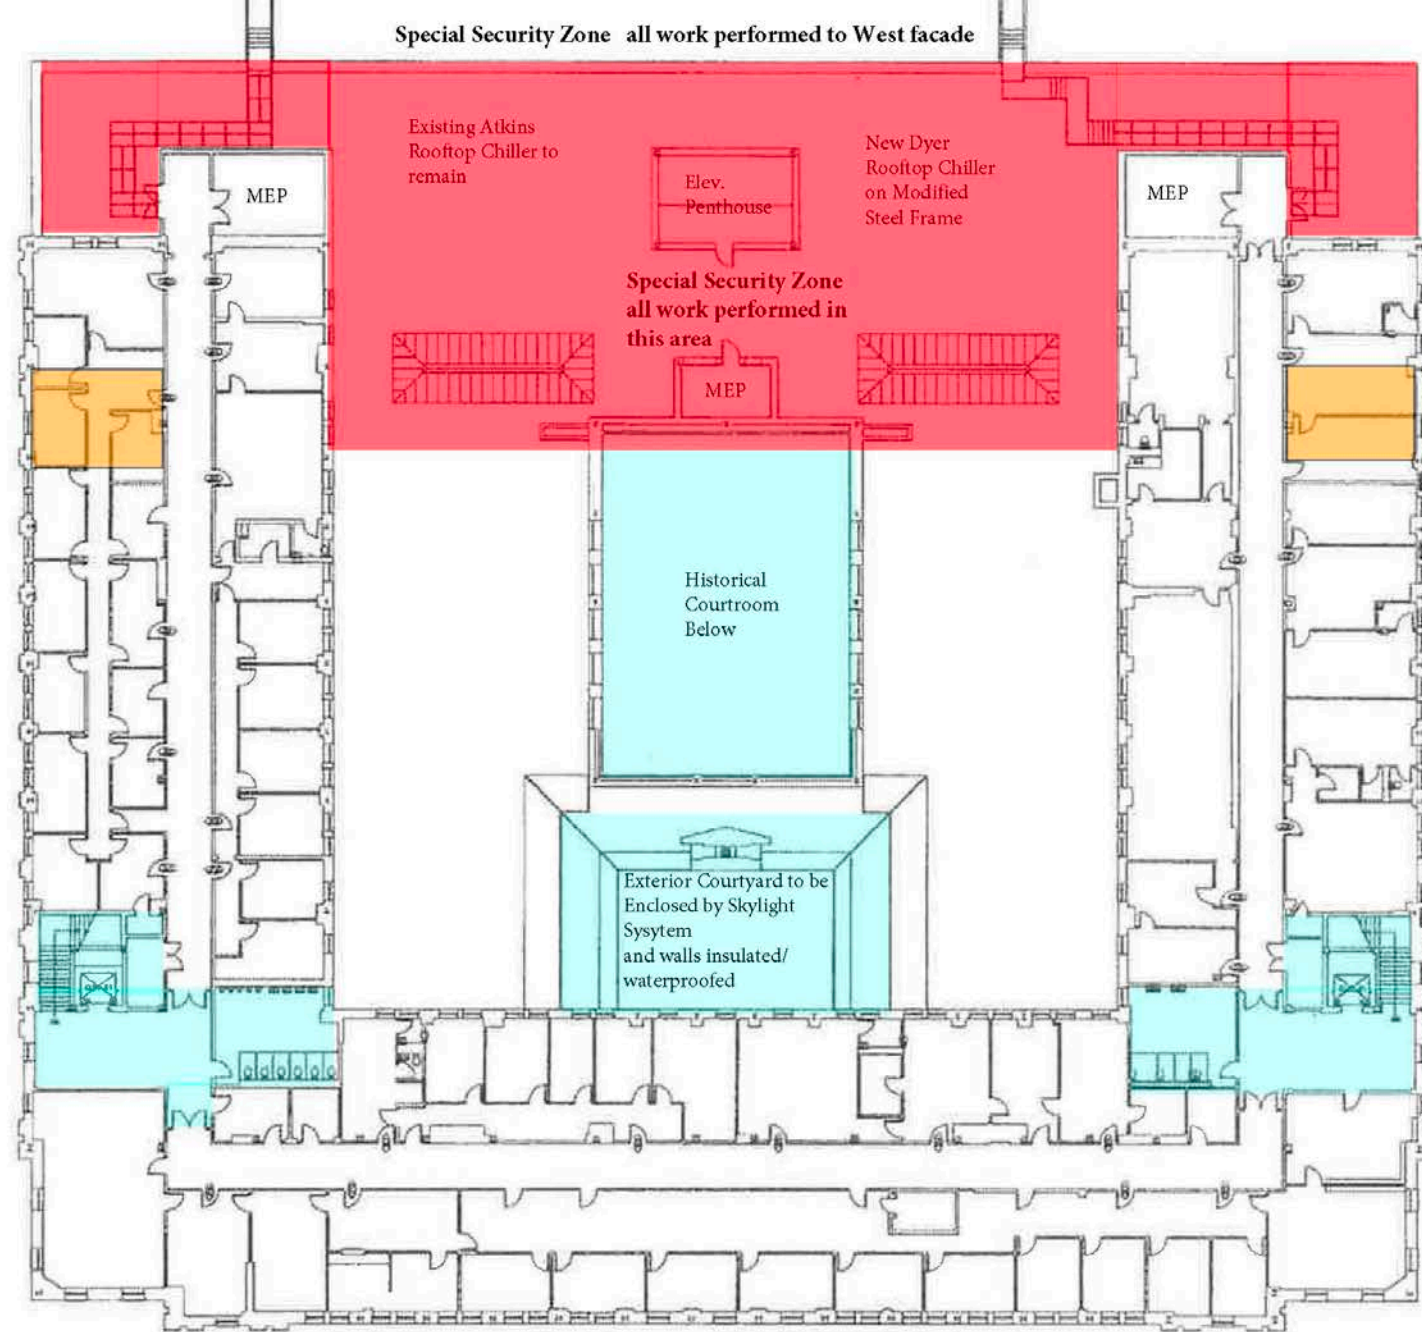 Special Security Zone all work performed to West facade
Existing Atkins
Rooftop Chiller to
remain
New Dyer
Rooftop Chiller
on Modified
Steel Frame
Elev.
Penthouse
MEP
MEP
Special Security Zone
all work performed in
this area
MEP
Historical
Courtroom
Below
Exterior Courtyard to be
Enclosed by Skylight
Sysytem
and walls insulated/
waterproofed